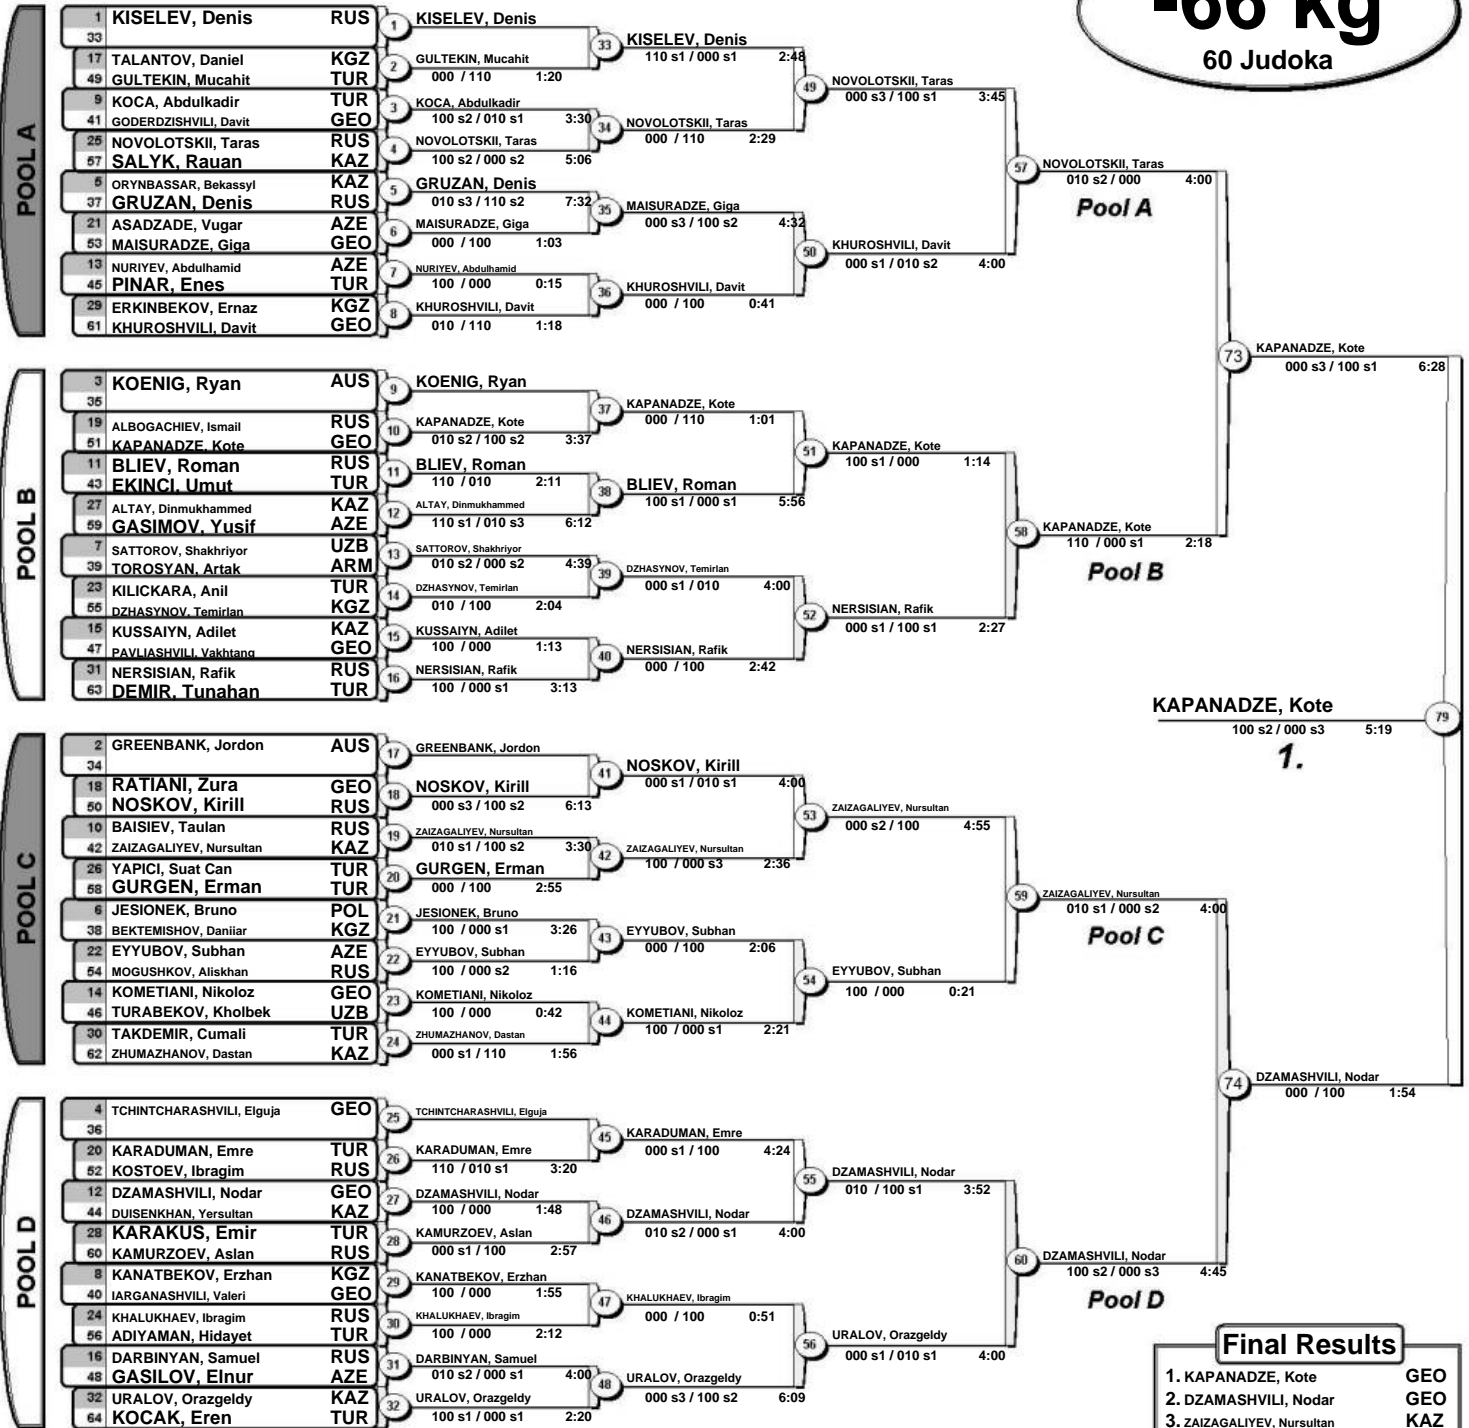 -66 kg
60 Judoka
POOL A
1 KISELEV, Denis RUS
33
17 TALANTOV, Daniel KGZ
49 GULTEKIN, Mucahit TUR
9 KOCA, Abdulkadir TUR
41 GODERDZISHVILI, Davit GEO
25 NOVOLOTSKII, Taras RUS
57 SALYK, Rauan KAZ
5 ORYNBASSAR, Bekassyl KAZ
37 GRUZAN, Denis RUS
21 ASADZADE, Vugar AZE
53 MAISURADZE, Giga GEO
13 NURIYEV, Abdulhamid AZE
45 PINAR, Enes TUR
29 ERKINBEKOV, Ernaz KGZ
61 KHUROSHVILI, Davit GEO
1 KISELEV, Denis
2 GULTEKIN, Mucahit
000 / 110 1:20
3 KOCA, Abdulkadir
100 s2 / 010 s1 3:30
4 NOVOLOTSKII, Taras
100 s2 / 000 s2 5:06
5 GRUZAN, Denis
010 s3 / 110 s2 7:32
6 MAISURADZE, Giga
000 / 100 1:03
7 NURIYEV, Abdulhamid
100 / 000 0:15
8 KHUROSHVILI, Davit
010 / 110 1:18
33 KISELEV, Denis
110 s1 / 000 s1 2:48
34 NOVOLOTSKII, Taras
000 / 110 2:29
35 MAISURADZE, Giga
000 s3 / 100 s2 4:32
36 KHUROSHVILI, Davit
000 / 100 0:41
49 NOVOLOTSKII, Taras
000 s3 / 100 s1 3:45
50 KHUROSHVILI, Davit
000 s1 / 010 s2 4:00
57 NOVOLOTSKII, Taras
010 s2 / 000 4:00
Pool A
POOL B
3 KOENIG, Ryan AUS
35
19 ALBOGACHIEV, Ismail RUS
51 KAPANADZE, Kote GEO
11 BLIEV, Roman RUS
43 EKINCI, Umut TUR
27 ALTAY, Dinmukhammed KAZ
59 GASIMOV, Yusif AZE
7 SATTOROV, Shakhriyor UZB
39 TOROSYAN, Artak ARM
23 KILICKARA, Anil TUR
55 DZHASYNOV, Temirlan KGZ
15 KUSSAIYN, Adilet KAZ
47 PAVLIASHVILI, Vakhtang GEO
31 NERSISIAN, Rafik RUS
63 DEMIR, Tunahan TUR
9 KOENIG, Ryan
10 KAPANADZE, Kote
010 s2 / 100 s2 3:37
11 BLIEV, Roman
110 / 010 2:11
12 ALTAY, Dinmukhammed
110 s1 / 010 s3 6:12
13 SATTOROV, Shakhriyor
010 s2 / 000 s2 4:39
14 DZHASYNOV, Temirlan
010 / 100 2:04
15 KUSSAIYN, Adilet
100 / 000 1:13
16 NERSISIAN, Rafik
100 / 000 s1 3:13
37 KAPANADZE, Kote
000 / 110 1:01
38 BLIEV, Roman
100 s1 / 000 s1 5:56
39 DZHASYNOV, Temirlan
000 s1 / 010 4:00
40 NERSISIAN, Rafik
000 / 100 2:42
51 KAPANADZE, Kote
100 s1 / 000 1:14
52 NERSISIAN, Rafik
000 s1 / 100 s1 2:27
58 KAPANADZE, Kote
110 / 000 s1 2:18
Pool B
73 KAPANADZE, Kote
000 s3 / 100 s1 6:28
KAPANADZE, Kote 79
100 s2 / 000 s3 5:19
1.
POOL C
2 GREENBANK, Jordon AUS
34
18 RATIANI, Zura GEO
50 NOSKOV, Kirill RUS
10 BAISIEV, Taulan RUS
42 ZAIZAGALIYEV, Nursultan KAZ
26 YAPICI, Suat Can TUR
58 GURGEN, Erman TUR
6 JESIONEK, Bruno POL
38 BEKTEMISHOV, Daniiar KGZ
22 EYYUBOV, Subhan AZE
54 MOGUSHKOV, Aliskhan RUS
14 KOMETIANI, Nikoloz GEO
46 TURABEKOV, Kholbek UZB
30 TAKDEMIR, Cumali TUR
62 ZHUMAZHANOV, Dastan KAZ
17 GREENBANK, Jordon
18 NOSKOV, Kirill
000 s3 / 100 s2 6:13
19 ZAIZAGALIYEV, Nursultan
010 s1 / 100 s2 3:30
20 GURGEN, Erman
000 / 100 2:55
21 JESIONEK, Bruno
100 / 000 s1 3:26
22 EYYUBOV, Subhan
100 / 000 s2 1:16
23 KOMETIANI, Nikoloz
100 / 000 0:42
24 ZHUMAZHANOV, Dastan
000 s1 / 110 1:56
41 NOSKOV, Kirill
000 s1 / 010 s1 4:00
42 ZAIZAGALIYEV, Nursultan
100 / 000 s3 2:36
43 EYYUBOV, Subhan
000 / 100 2:06
44 KOMETIANI, Nikoloz
100 / 000 s1 2:21
53 ZAIZAGALIYEV, Nursultan
000 s2 / 100 4:55
54 EYYUBOV, Subhan
100 / 000 0:21
59 ZAIZAGALIYEV, Nursultan
010 s1 / 000 s2 4:00
Pool C
POOL D
4 TCHINTCHARASHVILI, Elguja GEO
36
20 KARADUMAN, Emre TUR
52 KOSTOEV, Ibragim RUS
12 DZAMASHVILI, Nodar GEO
44 DUISENKHAN, Yersultan KAZ
28 KARAKUS, Emir TUR
60 KAMURZOEV, Aslan RUS
8 KANATBEKOV, Erzhan KGZ
40 IARGANASHVILI, Valeri GEO
24 KHALUKHAEV, Ibragim RUS
56 ADIYAMAN, Hidayet TUR
16 DARBINYAN, Samuel RUS
48 GASILOV, Elnur AZE
32 URALOV, Orazgeldy KAZ
64 KOCAK, Eren TUR
25 TCHINTCHARASHVILI, Elguja
26 KARADUMAN, Emre
110 / 010 s1 3:20
27 DZAMASHVILI, Nodar
100 / 000 1:48
28 KAMURZOEV, Aslan
000 s1 / 100 2:57
29 KANATBEKOV, Erzhan
100 / 000 1:55
30 KHALUKHAEV, Ibragim
100 / 000 2:12
31 DARBINYAN, Samuel
010 s2 / 000 s1 4:00
32 URALOV, Orazgeldy
100 s1 / 000 s1 2:20
45 KARADUMAN, Emre
000 s1 / 100 4:24
46 DZAMASHVILI, Nodar
010 s2 / 000 s1 4:00
47 KHALUKHAEV, Ibragim
000 / 100 0:51
48 URALOV, Orazgeldy
000 s3 / 100 s2 6:09
55 DZAMASHVILI, Nodar
010 / 100 s1 3:52
56 URALOV, Orazgeldy
000 s1 / 010 s1 4:00
60 DZAMASHVILI, Nodar
100 s2 / 000 s3 4:45
Pool D
74 DZAMASHVILI, Nodar
000 / 100 1:54
Final Results
1. KAPANADZE, Kote GEO
2. DZAMASHVILI, Nodar GEO
3. ZAIZAGALIYEV, Nursultan KAZ